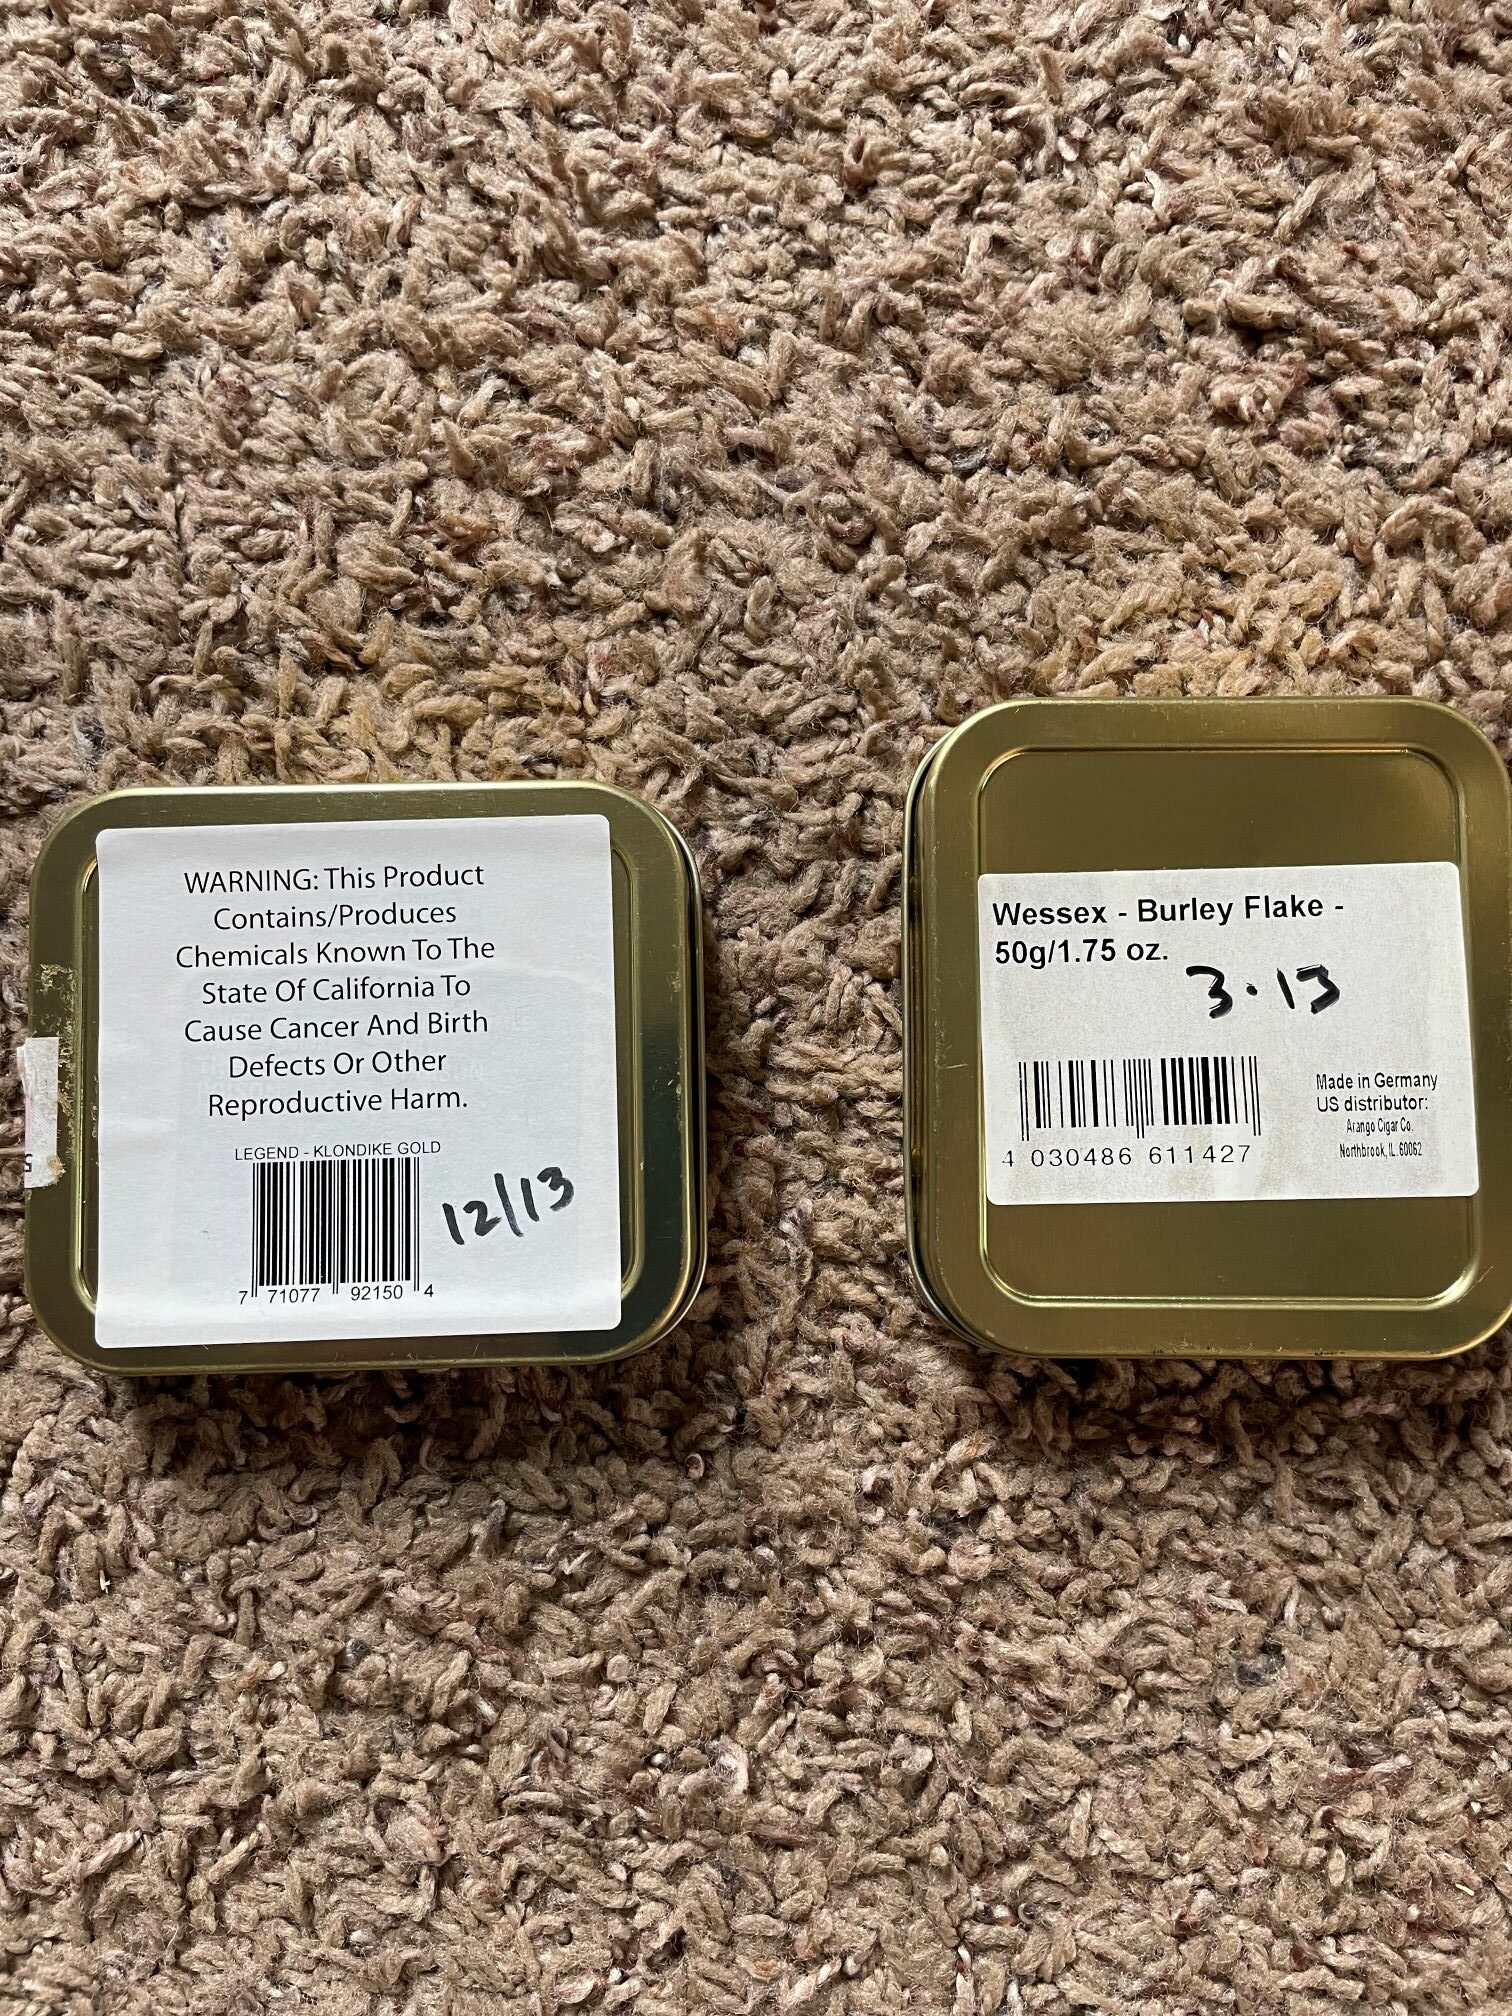 WARNING: This Product
Contains/Produces
Chemicals Known To The
State Of California To
Cause Cancer And Birth
Defects Or Other
Reproductive Harm.
LEGEND - KLONDIKE GOLD
12/13
7 71077 92150 4
Wessex - Burley Flake -
50g/1.75 oz.
3.13
Made in Germany
US distributor:
Arango Cigar Co.
Northbrook, IL. 60062
4 030486 611427